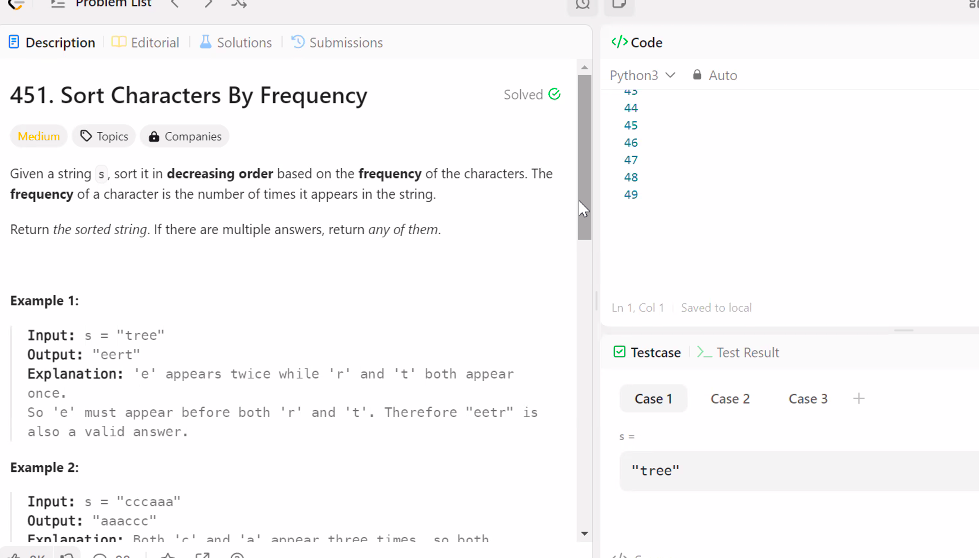 Problem List
Description Editorial Solutions Submissions
451. Sort Characters By Frequency
Solved
Medium Topics Companies
Given a string s, sort it in decreasing order based on the frequency of the characters. The
frequency of a character is the number of times it appears in the string.
Return the sorted string. If there are multiple answers, return any of them.
Example 1:
Input: s = "tree"
Output: "eert"
Explanation: 'e' appears twice while 'r' and 't' both appear
once.
So 'e' must appear before both 'r' and 't'. Therefore "eetr" is
also a valid answer.
Example 2:
Input: s = "cccaaa"
Output: "aaaccc"
Explanation: Both 'c' and 'a' appear three times, so both
Code
Python3 Auto
43
44
45
46
47
48
49
Ln 1, Col 1 Saved to local
Testcase Test Result
Case 1 Case 2 Case 3 +
s =
"tree"